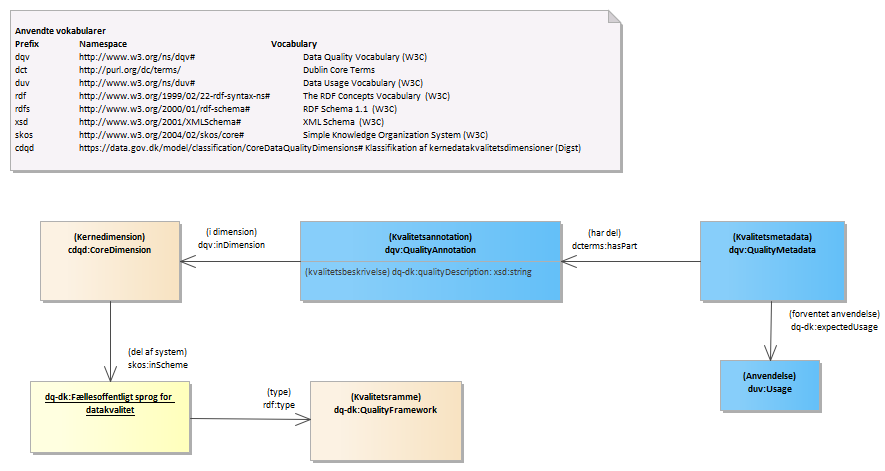 Anvendte vokabularer
Prefix Namespace Vocabulary
dqv http://www.w3.org/ns/dqv# Data Quality Vocabulary (W3C)
dct http://purl.org/dc/terms/ Dublin Core Terms
duv http://www.w3.org/ns/duv# Data Usage Vocabulary (W3C)
rdf http://www.w3.org/1999/02/22-rdf-syntax-ns# The RDF Concepts Vocabulary (W3C)
rdfs http://www.w3.org/2000/01/rdf-schema# RDF Schema 1.1 (W3C)
xsd http://www.w3.org/2001/XMLSchema# XML Schema (W3C)
skos http://www.w3.org/2004/02/skos/core# Simple Knowledge Organization System (W3C)
cdqd https://data.gov.dk/model/classification/CoreDataQualityDimensions# Klassifikation af kernedatakvalitetsdimensioner (Digst)
(Kernedimension)
cdqd:CoreDimension
(i dimension)
dqv:inDimension
(Kvalitetsannotation)
dqv:QualityAnnotation
(kvalitetsbeskrivelse) dq-dk:qualityDescription: xsd:string
(har del)
dcterms:hasPart
(Kvalitetsmetadata)
dqv:QualityMetadata
(forventet anvendelse)
dq-dk:expectedUsage
(del af system)
skos:inScheme
(Anvendelse)
duv:Usage
dq-dk:Fællesoffentligt sprog for
datakvalitet
(type)
rdf:type
(Kvalitetsramme)
dq-dk:QualityFramework